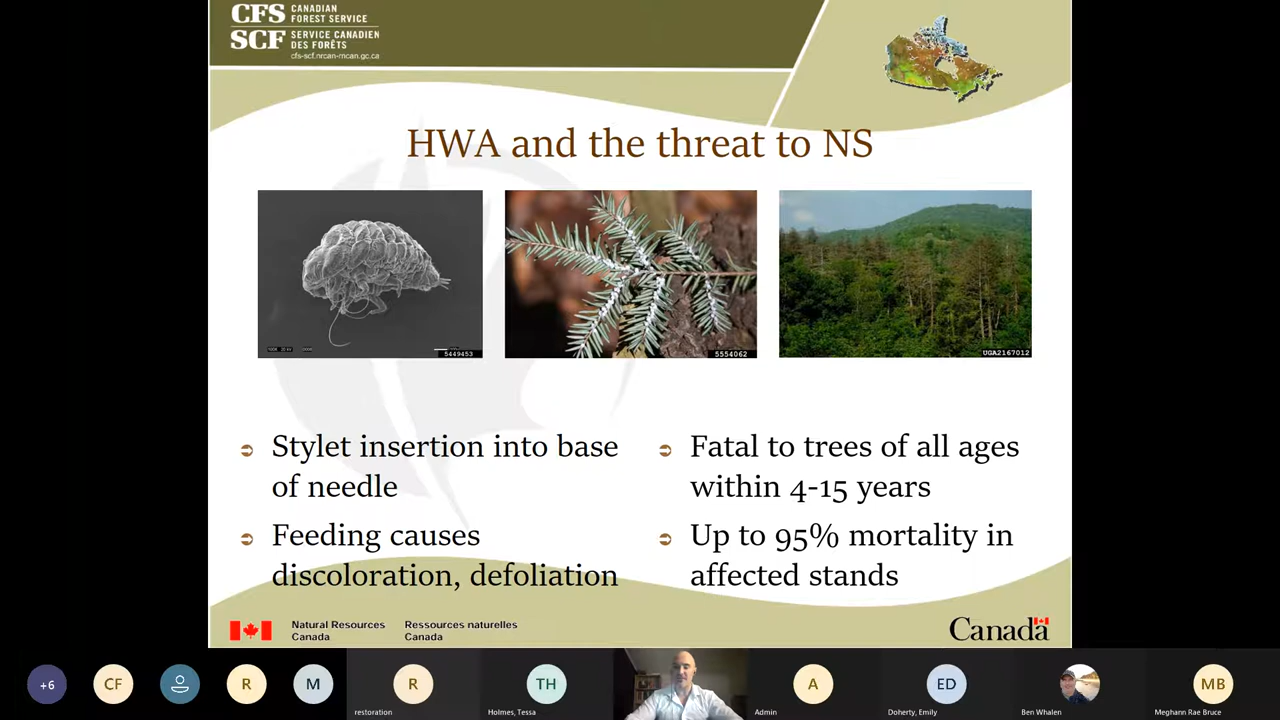 CFS CANADIAN FOREST SERVICE
SCF SERVICE CANADIEN DES FORÊTS
cfs-scf.nrcan-rncan.gc.ca
HWA and the threat to NS
5449453
5554062
UGA2167012
Stylet insertion into base
of needle
Feeding causes
discoloration, defoliation
Fatal to trees of all ages
within 4-15 years
Up to 95% mortality in
affected stands
Natural Resources
Canada
Ressources naturelles
Canada
Canada
+6
CF
R
M
R
restoration
TH
Holmes, Tessa
A
Admin
ED
Doherty, Emily
Ben Whalen
MB
Meghann Rae Bruce